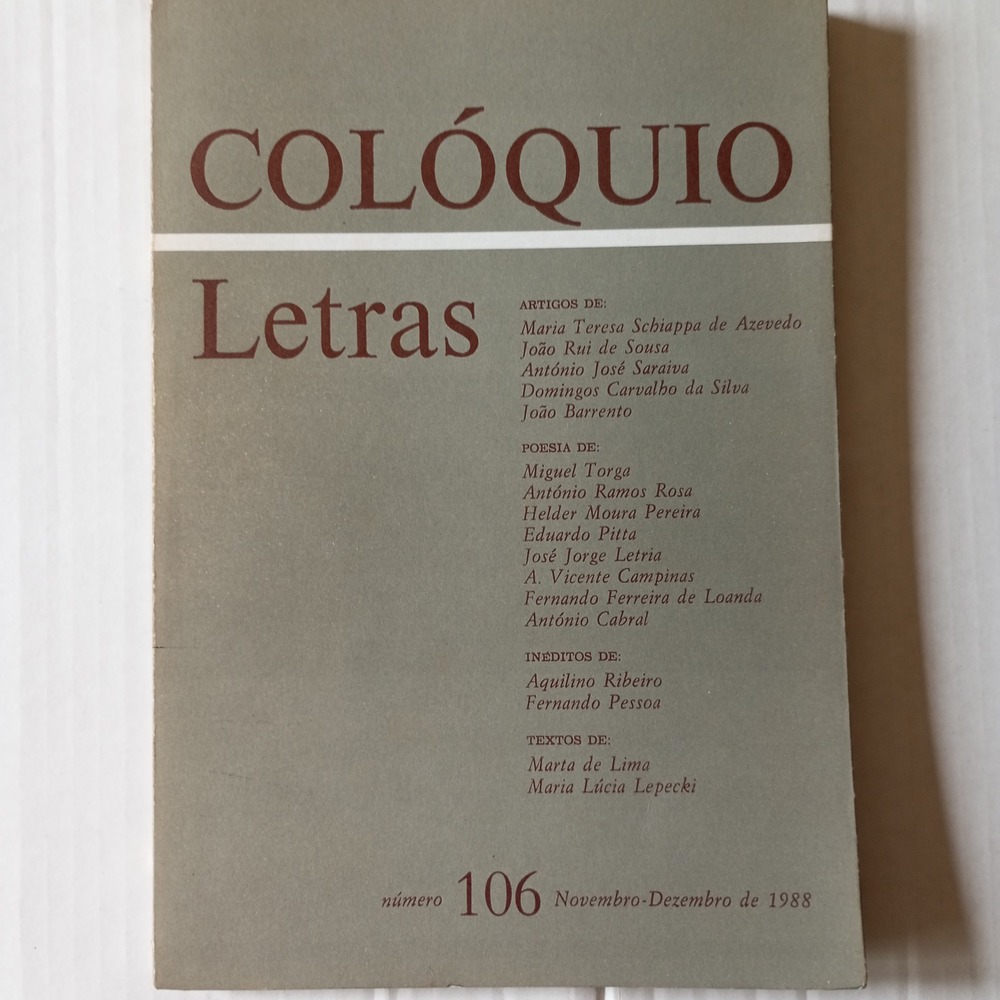 COLÓQUIO
Letras
ARTIGOS DE:
Maria Teresa Schiappa de Azevedo
João Rui de Sousa
António José Saraiva
Domingos Carvalho da Silva
João Barrento
POESIA DE:
Miguel Torga
António Ramos Rosa
Helder Moura Pereira
Eduardo Pitta
José Jorge Letria
A. Vicente Campinas
Fernando Ferreira de Loanda
António Cabral
INÉDITOS DE:
Aquilino Ribeiro
Fernando Pessoa
TEXTOS DE:
Marta de Lima
Maria Lúcia Lepecki
número 106 Novembro-Dezembro de 1988